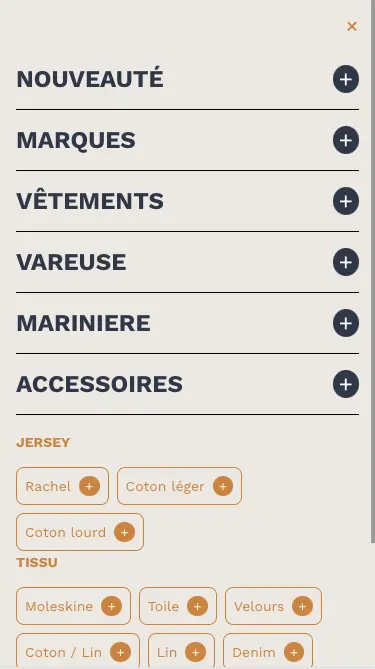 NOUVEAUTÉ
MARQUES
VÊTEMENTS
VAREUSE
MARINIERE
ACCESSOIRES
JERSEY
Rachel + Coton léger +
Coton lourd +
TISSU
Moleskine + Toile + Velours +
Coton / Lin + Lin + Denim +